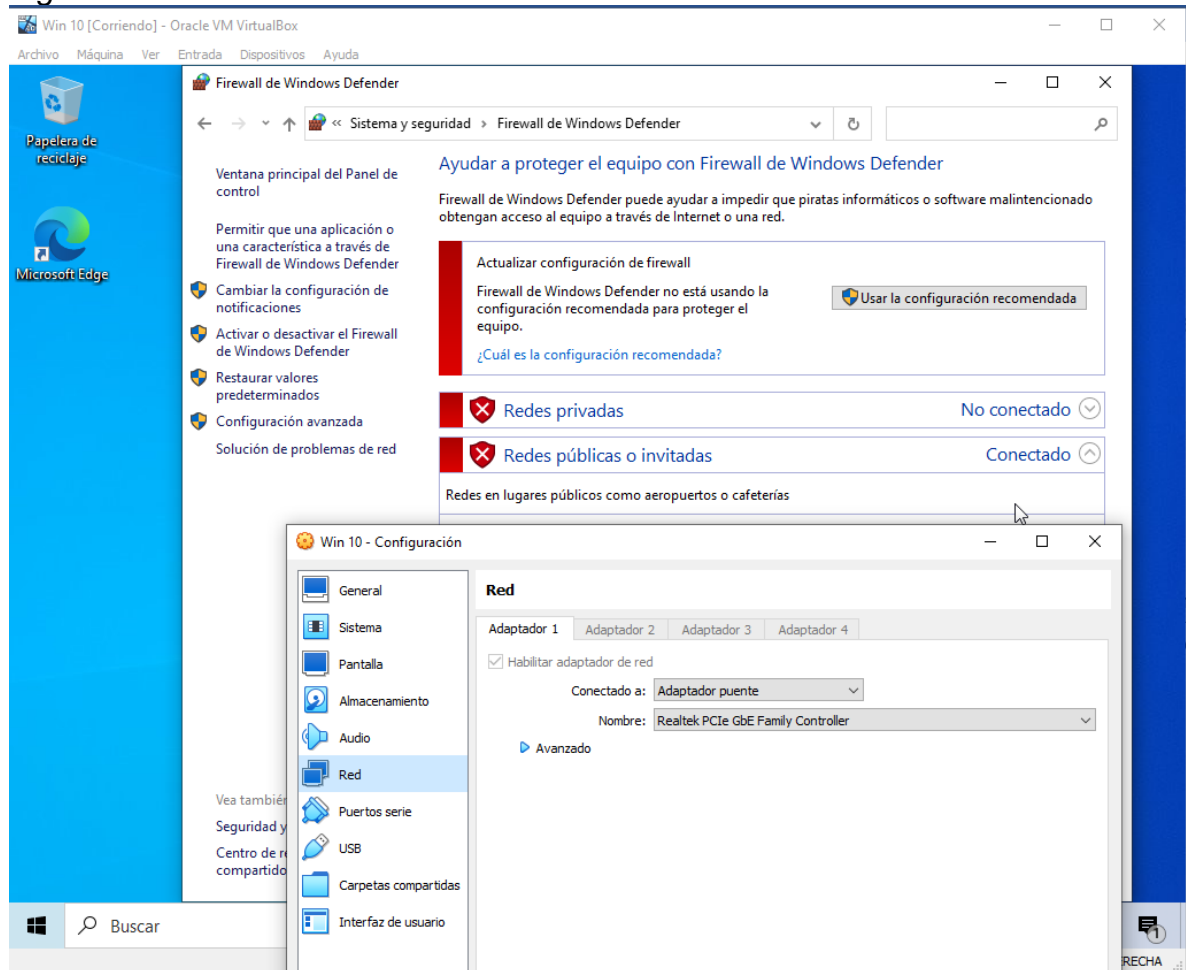 Win 10 [Corriendo] - Oracle VM VirtualBox
Archivo Máquina Ver Entrada Dispositivos Ayuda
Papelera de
reciclaje
Microsoft Edge
Firewall de Windows Defender
« Sistema y seguridad › Firewall de Windows Defender
Ventana principal del Panel de
control
Permitir que una aplicación o
una característica a través de
Firewall de Windows Defender
Cambiar la configuración de
notificaciones
Activar o desactivar el Firewall
de Windows Defender
Restaurar valores
predeterminados
Configuración avanzada
Solución de problemas de red
Ayudar a proteger el equipo con Firewall de Windows Defender
Firewall de Windows Defender puede ayudar a impedir que piratas informáticos o software malintencionado
obtengan acceso al equipo a través de Internet o una red.
Actualizar configuración de firewall
Firewall de Windows Defender no está usando la
configuración recomendada para proteger el
equipo.
Usar la configuración recomendada
¿Cuál es la configuración recomendada?
Redes privadas No conectado
Redes públicas o invitadas Conectado
Redes en lugares públicos como aeropuertos o cafeterías
Vea también
Seguridad y
Centro de
compartido
Win 10 - Configuración
General
Sistema
Pantalla
Almacenamiento
Audio
Red
Puertos serie
USB
Carpetas compartidas
Interfaz de usuario
Red
Adaptador 1 Adaptador 2 Adaptador 3 Adaptador 4
Habilitar adaptador de red
Conectado a: Adaptador puente
Nombre: Realtek PCIe GbE Family Controller
Avanzado
Buscar
1
RECHA